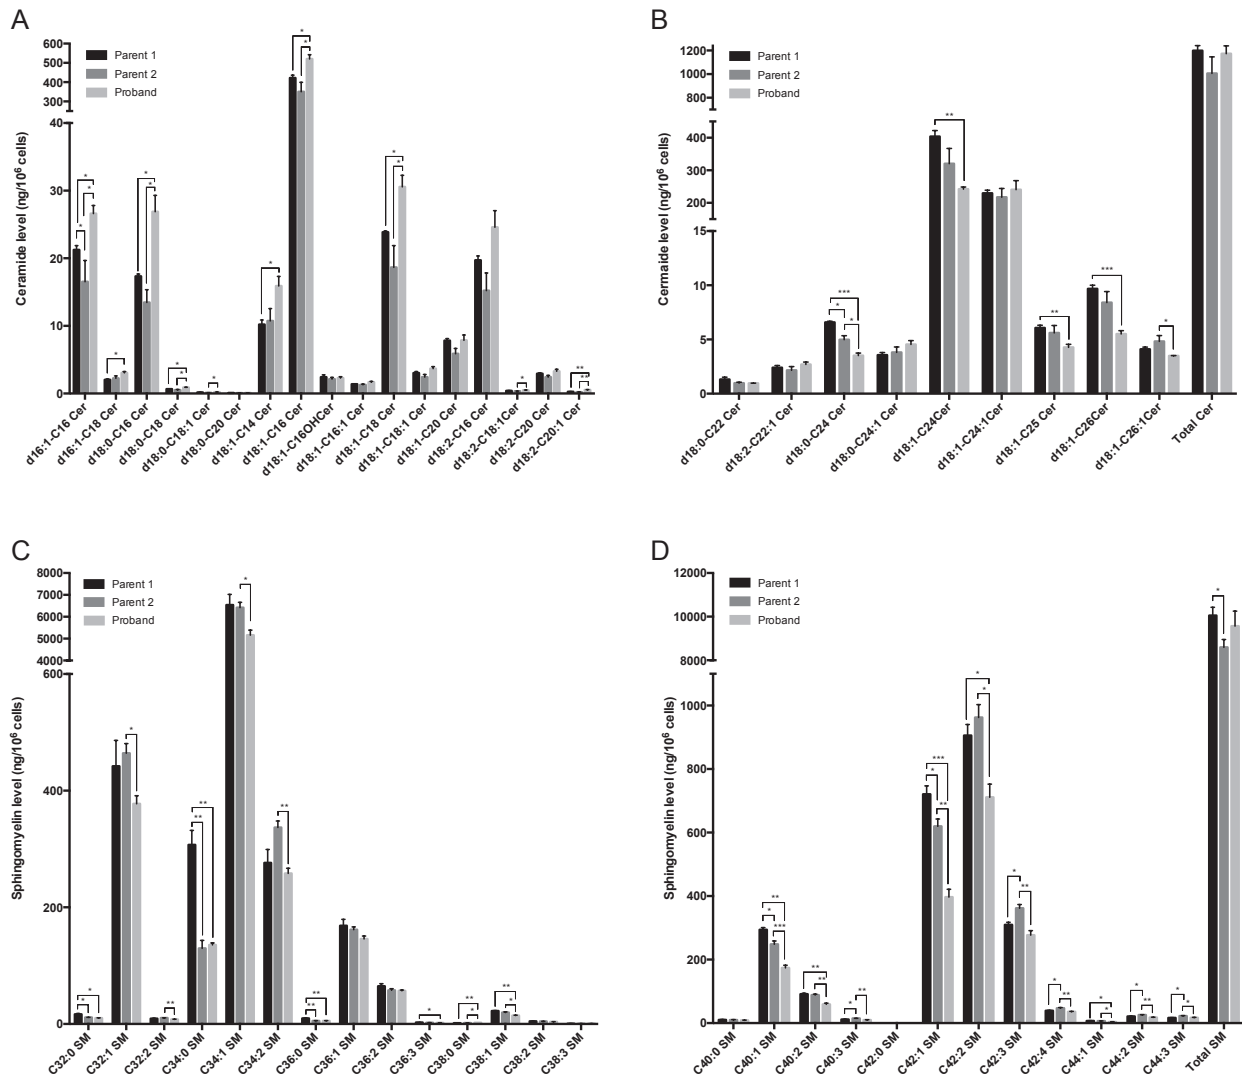 A
Ceramide level (ng/10⁶ cells)
Parent 1
Parent 2
Proband
600
500
400
300
40
30
20
10
0
* * * * * * * * * * * * * * * * ** **
d16:1-C16 Cer
d16:1-C18 Cer
d18:0-C16 Cer
d18:0-C18 Cer
d18:0-C18:1 Cer
d18:0-C20 Cer
d18:1-C14 Cer
d18:1-C16 Cer
d18:1-C16OHCer
d18:1-C16:1 Cer
d18:1-C18 Cer
d18:1-C18:1 Cer
d18:1-C20 Cer
d18:2-C16 Cer
d18:2-C18:1Cer
d18:2-C20 Cer
d18:2-C20:1 Cer
B
Cermaide level (ng/10⁶ cells)
Parent 1
Parent 2
Proband
1200
1000
800
400
300
200
15
10
5
0
*** * * ** ** *** *
d18:0-C22 Cer
d18:2-C22:1 Cer
d18:0-C24 Cer
d18:0-C24:1 Cer
d18:1-C24Cer
d18:1-C24:1Cer
d18:1-C25 Cer
d18:1-C26Cer
d18:1-C26:1Cer
Total Cer
C
Sphingomyelin level (ng/10⁶ cells)
Parent 1
Parent 2
Proband
8000
7000
6000
5000
4000
600
400
200
0
* * * ** ** ** * ** ** ** * ** * ** *
C32:0 SM
C32:1 SM
C32:2 SM
C34:0 SM
C34:1 SM
C34:2 SM
C36:0 SM
C36:1 SM
C36:2 SM
C36:3 SM
C38:0 SM
C38:1 SM
C38:2 SM
C38:3 SM
D
Sphingomyelin level (ng/10⁶ cells)
Parent 1
Parent 2
Proband
12000
10000
8000
1000
800
600
400
200
0
** * *** ** ** * ** *** * ** * * * ** * ** * * * ** * * *
C40:0 SM
C40:1 SM
C40:2 SM
C40:3 SM
C42:0 SM
C42:1 SM
C42:2 SM
C42:3 SM
C42:4 SM
C44:1 SM
C44:2 SM
C44:3 SM
Total SM